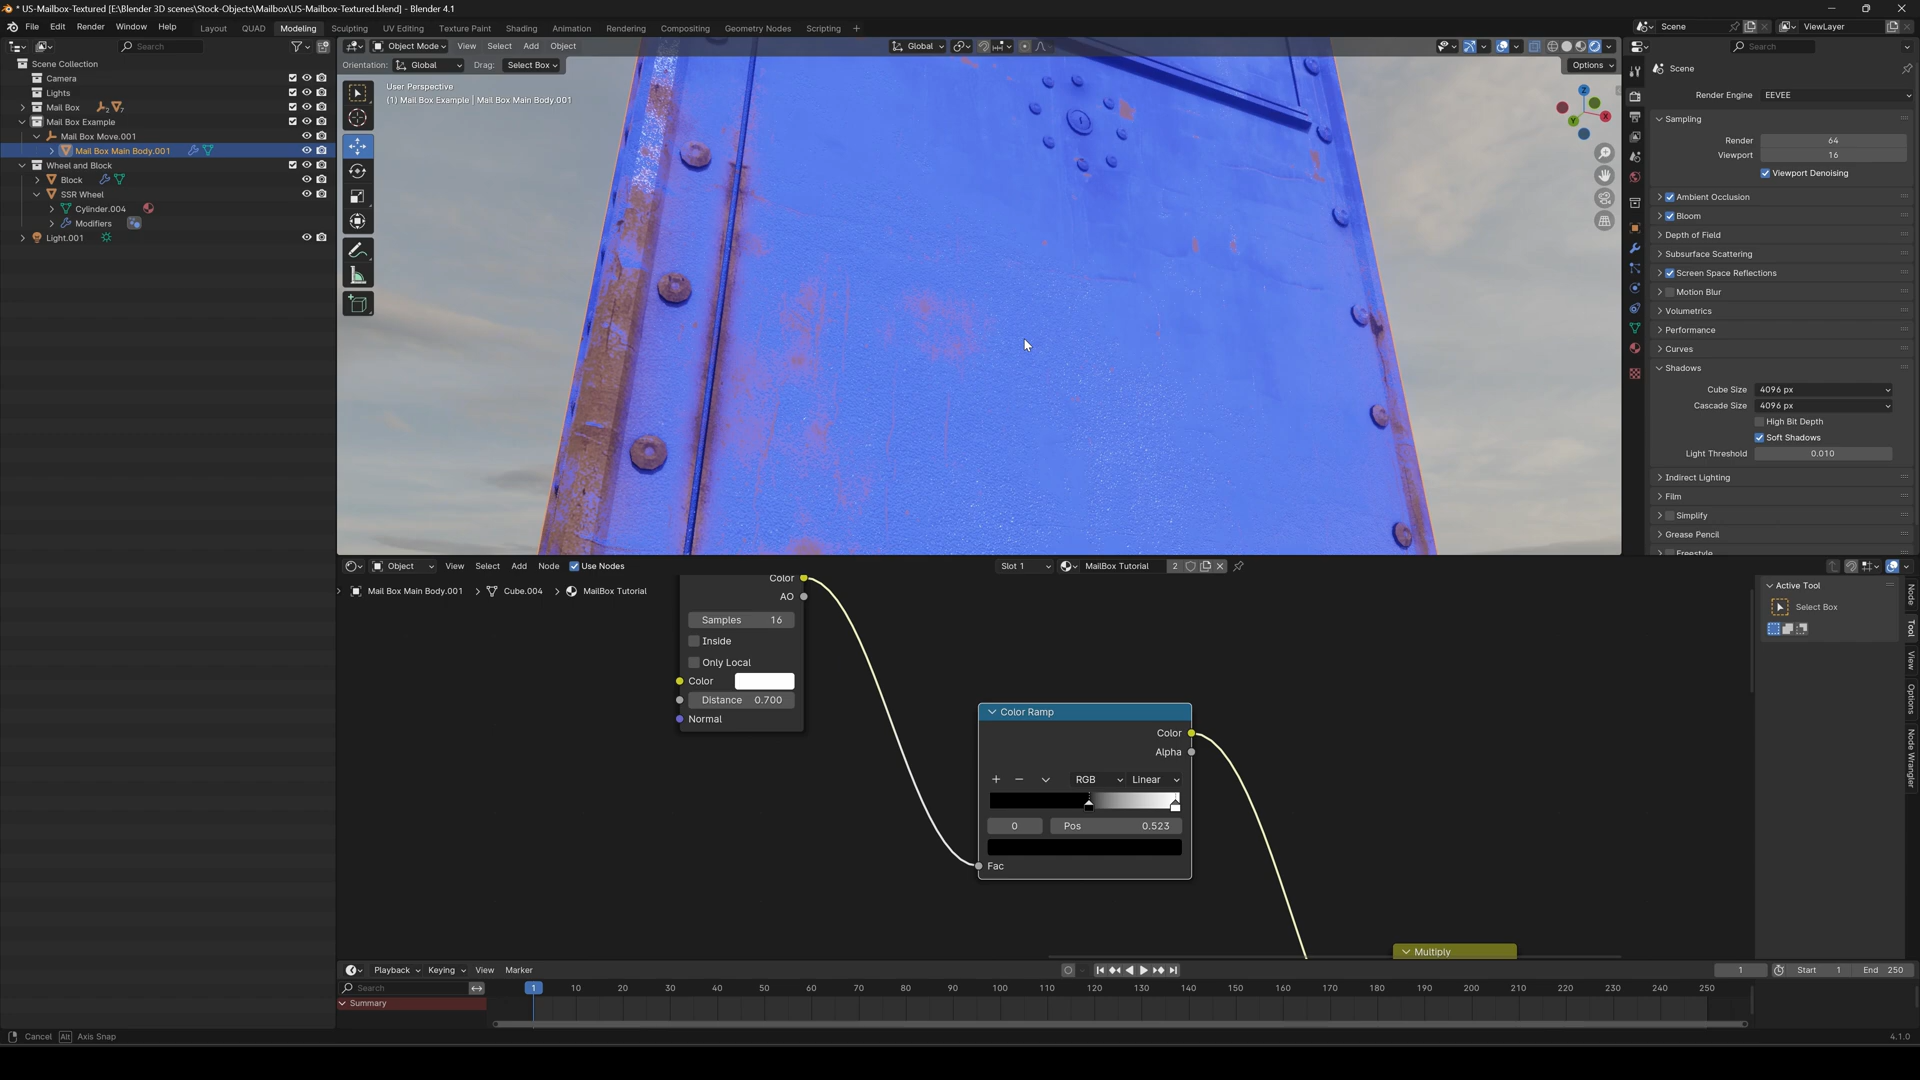 * US-Mailbox-Textured [E:\Blender 3D scenes\Stock-Objects\Mailbox\US-Mailbox-Textured.blend] - Blender 4.1
File Edit Render Window Help Layout QUAD Modeling Sculpting UV Editing Texture Paint Shading Animation Rendering Compositing Geometry Nodes Scripting + Scene ViewLayer
Search Object Mode View Select Add Object Global Search
Orientation: Global Drag: Select Box Options
Scene Collection
Camera
Lights
Mail Box
Mail Box Example
Mail Box Move.001
Mail Box Main Body.001
Wheel and Block
Block
SSR Wheel
Cylinder.004
Modifiers
Light.001
User Perspective
(1) Mail Box Example | Mail Box Main Body.001
Z
X
Y
Scene
Render Engine EEVEE
Sampling
Render 64
Viewport 16
Viewport Denoising
Ambient Occlusion
Bloom
Depth of Field
Subsurface Scattering
Screen Space Reflections
Motion Blur
Volumetrics
Performance
Curves
Shadows
Cube Size 4096 px
Cascade Size 4096 px
High Bit Depth
Soft Shadows
Light Threshold 0.010
Indirect Lighting
Film
Simplify
Grease Pencil
Freestyle
Object View Select Add Node Use Nodes Slot 1 MailBox Tutorial 2
Mail Box Main Body.001 Cube.004 MailBox Tutorial
Color
AO
Samples 16
Inside
Only Local
Color
Distance 0.700
Normal
Color Ramp
Color
Alpha
+ − RGB Linear
0 Pos 0.523
Fac
Multiply
Active Tool
Select Box
Node
Tool
View
Options
Node Wrangler
Playback Keying View Marker 1 Start 1 End 250
Search 1 10 20 30 40 50 60 70 80 90 100 110 120 130 140 150 160 170 180 190 200 210 220 230 240 250
Summary
Cancel Alt Axis Snap 4.1.0